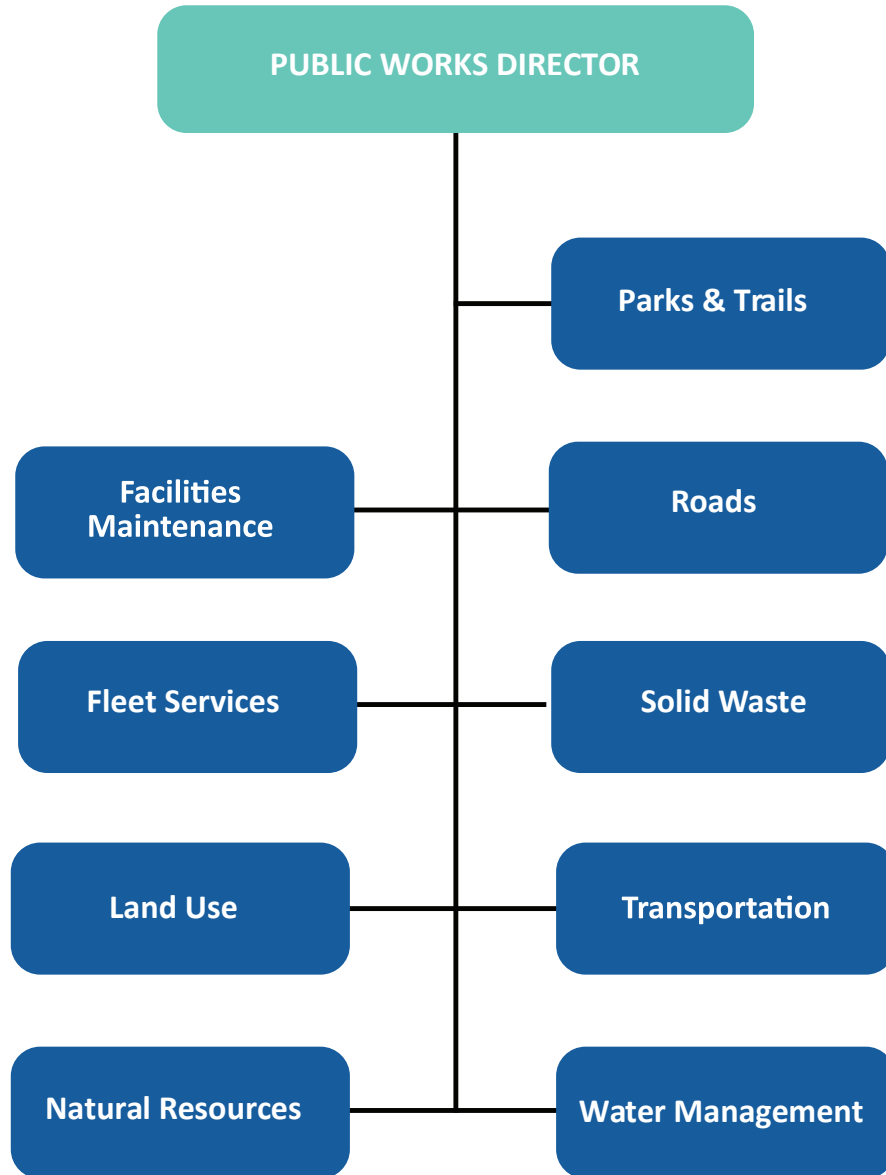 PUBLIC WORKS DIRECTOR
Parks & Trails
Facilities
Maintenance
Roads
Fleet Services
Solid Waste
Land Use
Transportation
Natural Resources
Water Management